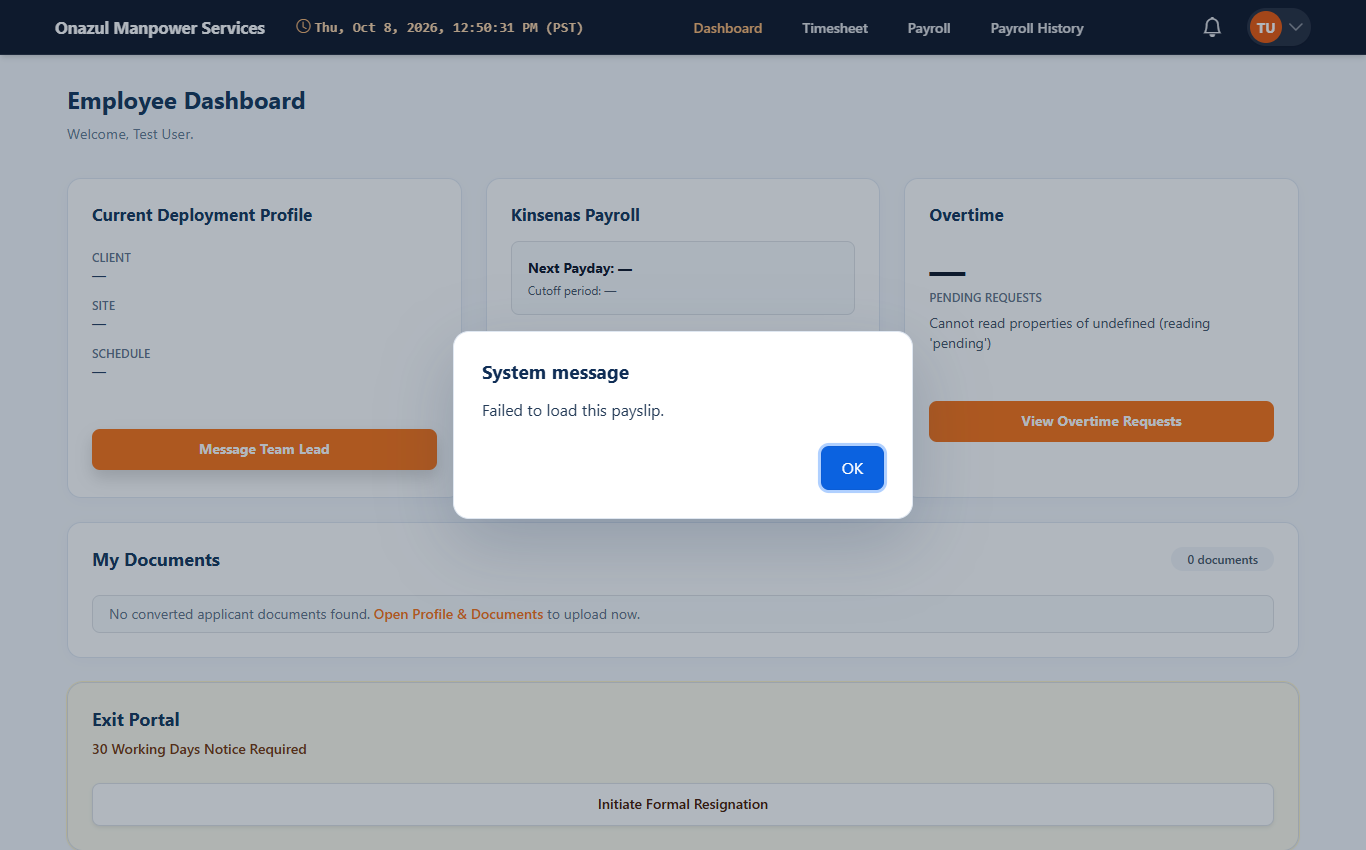 Onazul Manpower Services
Thu, Oct 8, 2026, 12:50:31 PM (PST)
Dashboard
Timesheet
Payroll
Payroll History
TU
Employee Dashboard
Welcome, Test User.
Current Deployment Profile
CLIENT
—
SITE
—
SCHEDULE
—
Message Team Lead
Kinsenas Payroll
Next Payday: —
Cutoff period: —
Overtime
—
PENDING REQUESTS
Cannot read properties of undefined (reading
'pending')
View Overtime Requests
System message
Failed to load this payslip.
OK
My Documents
0 documents
No converted applicant documents found. Open Profile & Documents to upload now.
Exit Portal
30 Working Days Notice Required
Initiate Formal Resignation